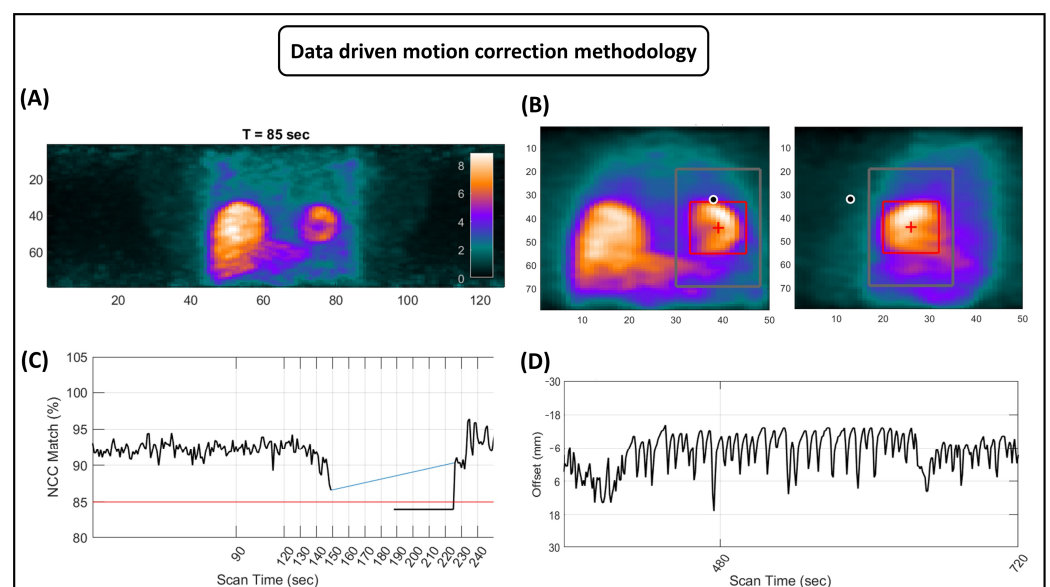 Data driven motion correction methodology
(A)
T = 85 sec
20
40
60
8
6
4
2
0
20 40 60 80 100 120
(B)
10
20
30
40
50
60
70
10 20 30 40 50
10
20
30
40
50
60
70
10 20 30 40 50
(C)
NCC Match (%)
105
100
95
90
85
80
90 120 130 140 150 160 170 180 190 200 210 220 230 240
Scan Time (sec)
(D)
Offset (mm)
-30
-18
-6
6
18
30
480 720
Scan Time (sec)